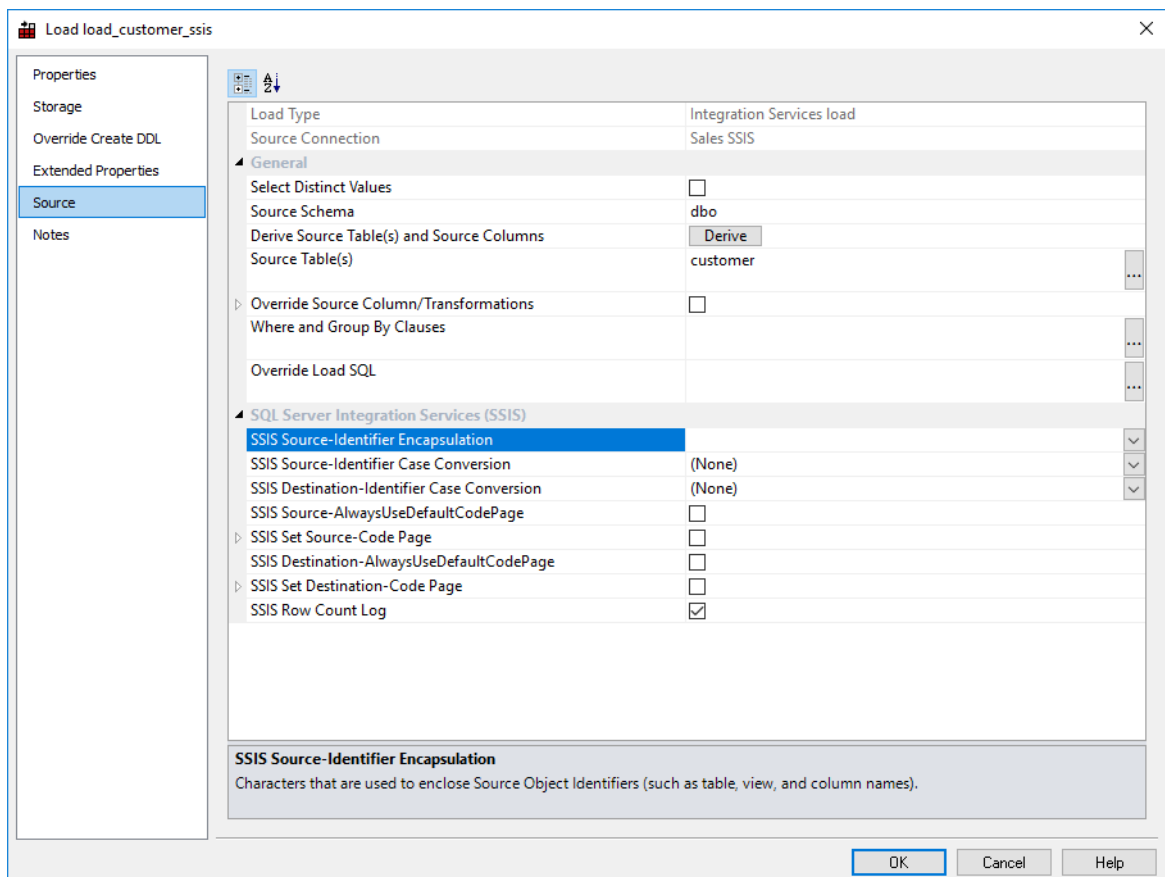 Load load_customer_ssis
Properties
Storage
Override Create DDL
Extended Properties
Source
Notes
Load Type Integration Services load
Source Connection Sales SSIS
General
Select Distinct Values
Source Schema dbo
Derive Source Table(s) and Source Columns Derive
Source Table(s) customer
...
Override Source Column/Transformations
Where and Group By Clauses
...
Override Load SQL
...
SQL Server Integration Services (SSIS)
SSIS Source-Identifier Encapsulation
SSIS Source-Identifier Case Conversion (None)
SSIS Destination-Identifier Case Conversion (None)
SSIS Source-AlwaysUseDefaultCodePage
SSIS Set Source-Code Page
SSIS Destination-AlwaysUseDefaultCodePage
SSIS Set Destination-Code Page
SSIS Row Count Log
SSIS Source-Identifier Encapsulation
Characters that are used to enclose Source Object Identifiers (such as table, view, and column names).
OK Cancel Help